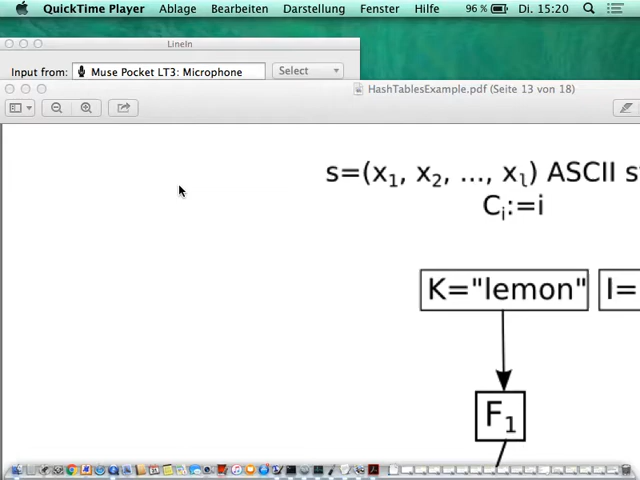 QuickTime Player Ablage Bearbeiten Darstellung Fenster Hilfe 96 % Di. 15:20
LineIn
Input from: Muse Pocket LT3: Microphone Select
HashTablesExample.pdf (Seite 13 von 18)
s=(x₁, x₂, ..., xₗ) ASCII s
Cᵢ:=i
K="lemon" I=
F₁